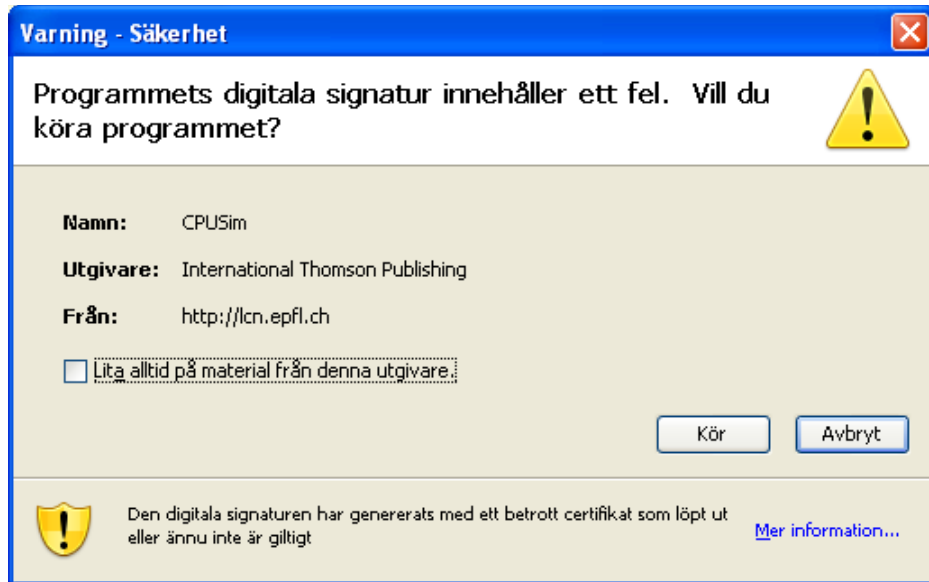 Varning - Säkerhet
Programmets digitala signatur innehåller ett fel. Vill du
köra programmet?
Namn: CPUSim
Utgivare: International Thomson Publishing
Från: http://lcn.epfl.ch
Lita alltid på material från denna utgivare.
Kör Avbryt
Den digitala signaturen har genererats med ett betrott certifikat som löpt ut
eller ännu inte är giltigt
Mer information...